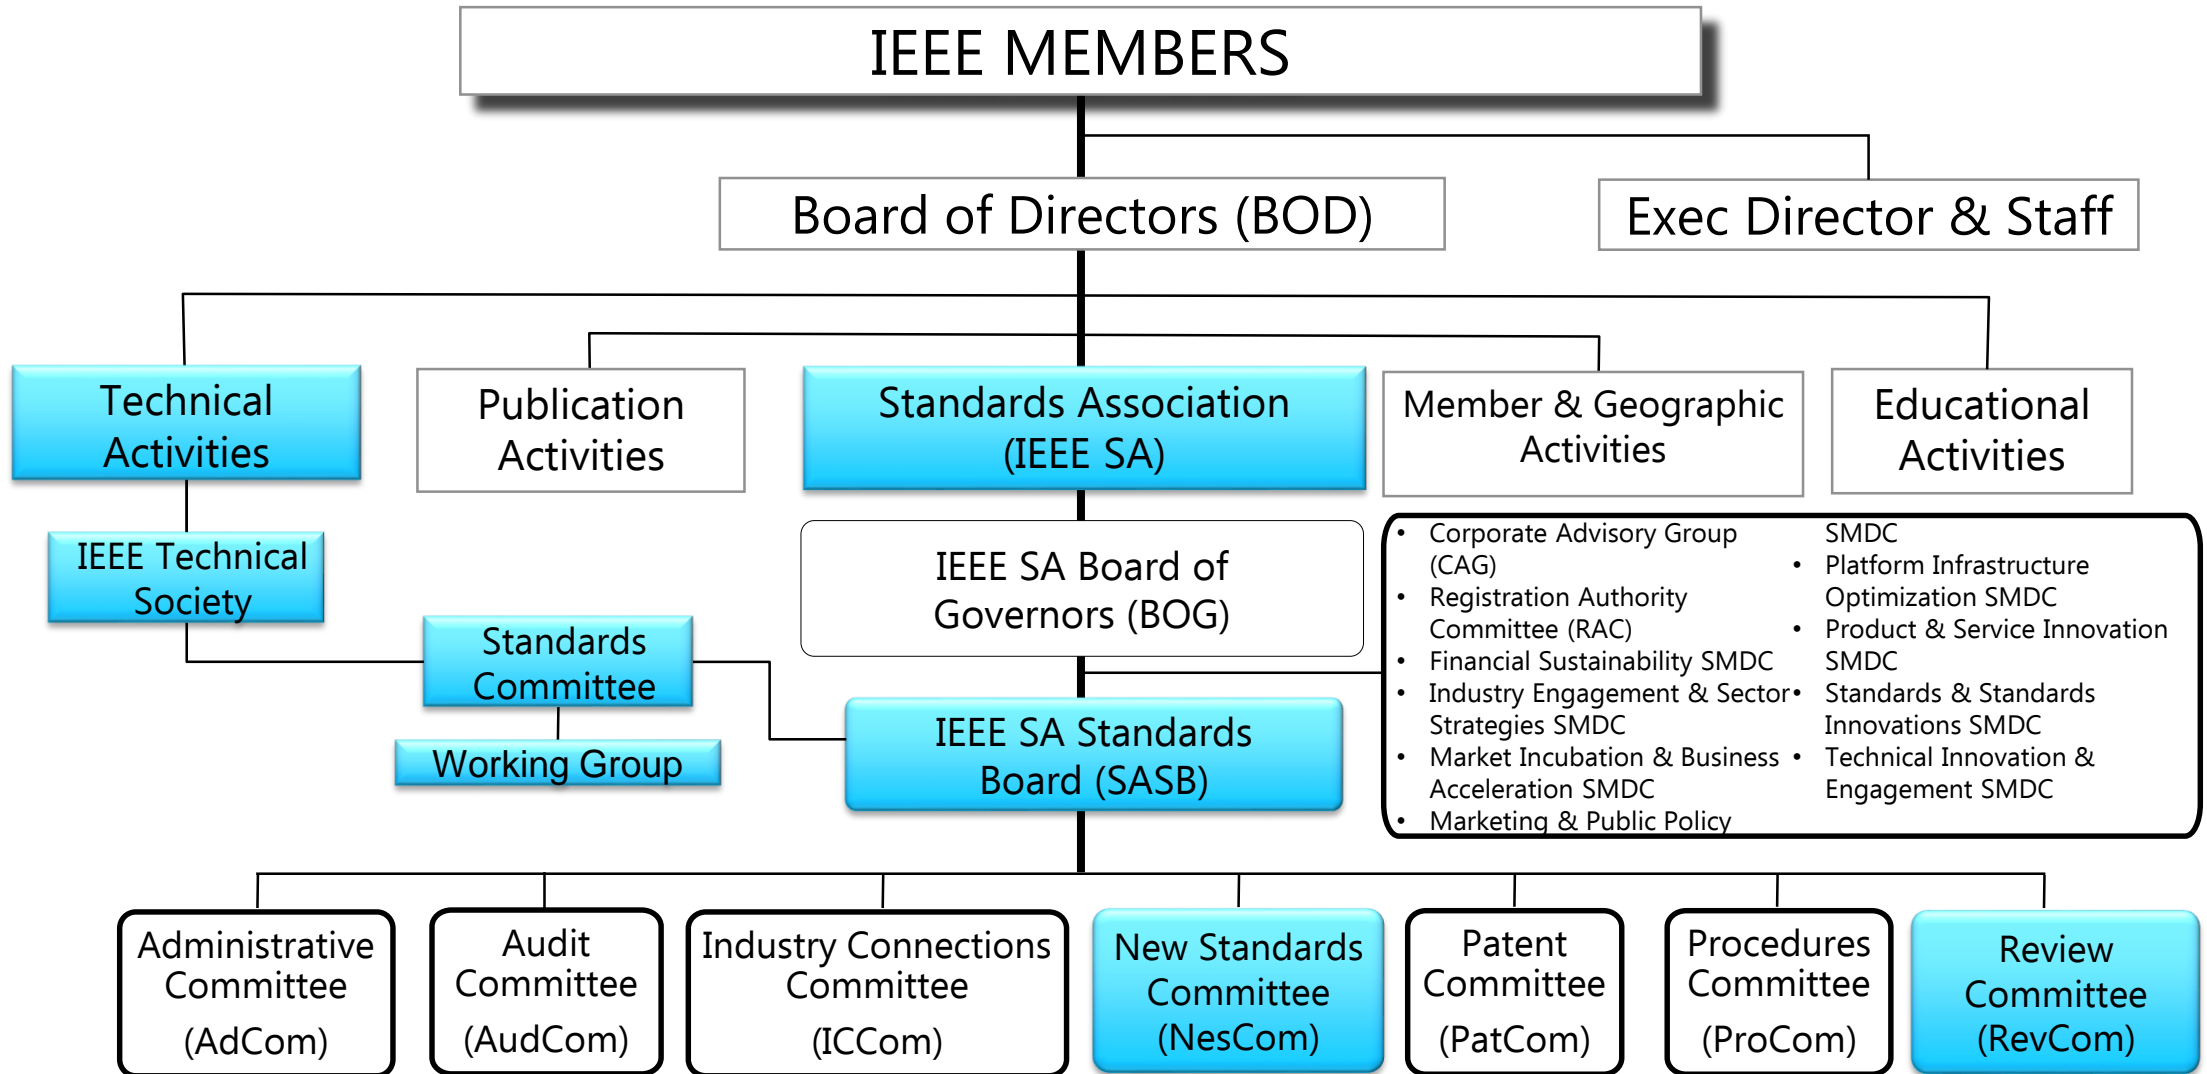 IEEE MEMBERS
Board of Directors (BOD)
Exec Director & Staff
Technical
Activities
Publication
Activities
Standards Association
(IEEE SA)
Member & Geographic
Activities
Educational
Activities
IEEE Technical
Society
IEEE SA Board of
Governors (BOG)
Standards
Committee
Working Group
IEEE SA Standards
Board (SASB)
• Corporate Advisory Group
(CAG)
• Registration Authority
Committee (RAC)
• Financial Sustainability SMDC
• Industry Engagement & Sector
Strategies SMDC
• Market Incubation & Business
Acceleration SMDC
• Marketing & Public Policy
SMDC
• Platform Infrastructure
Optimization SMDC
• Product & Service Innovation
SMDC
• Standards & Standards
Innovations SMDC
• Technical Innovation &
Engagement SMDC
Administrative
Committee
(AdCom)
Audit
Committee
(AudCom)
Industry Connections
Committee
(ICCom)
New Standards
Committee
(NesCom)
Patent
Committee
(PatCom)
Procedures
Committee
(ProCom)
Review
Committee
(RevCom)